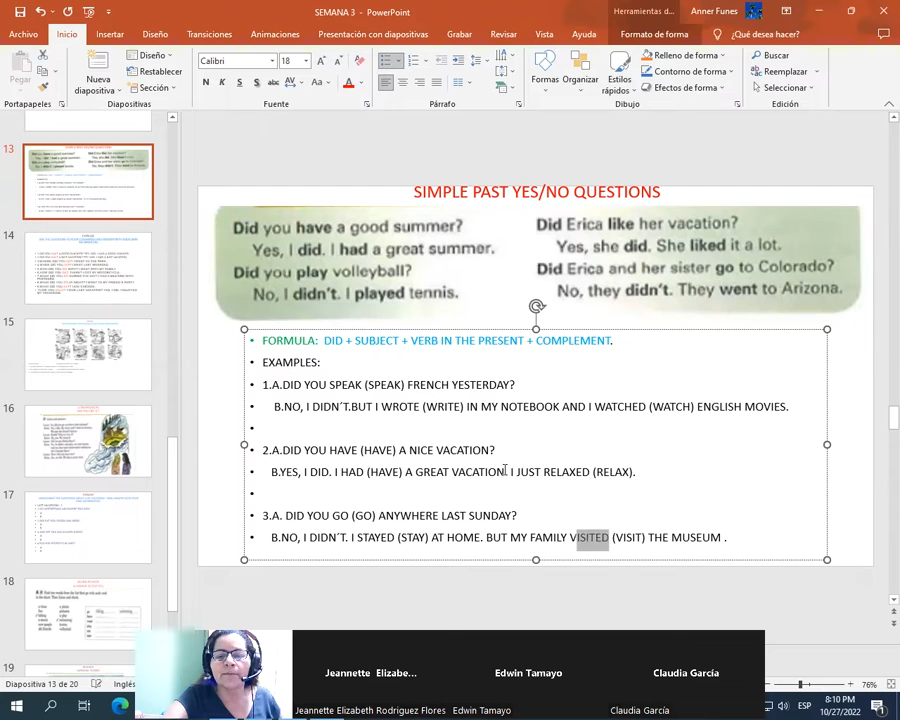 SEMANA 3 - PowerPoint
Herramientas d...
Anner Funes
Archivo Inicio Insertar Diseño Transiciones Animaciones Presentación con diapositivas Grabar Revisar Vista Ayuda Formato de forma ¿Qué desea hacer?
Pegar
Nueva diapositiva
Diseño
Restablecer
Sección
Calibri 18
N K S abc AV Aa A
Formas Organizar Estilos rápidos
Relleno de forma
Contorno de forma
Efectos de forma
Buscar
Reemplazar
Seleccionar
Portapapeles Diapositivas Fuente Párrafo Dibujo Edición
13
14
15
16
17
18
19
SIMPLE PAST YES/NO QUESTIONS
Did you have a good summer?
Yes, I did. I had a great summer.
Did you play volleyball?
No, I didn't. I played tennis.
Did Erica like her vacation?
Yes, she did. She liked it a lot.
Did Erica and her sister go to Colorado?
No, they didn't. They went to Arizona.
• FORMULA: DID + SUBJECT + VERB IN THE PRESENT + COMPLEMENT.
• EXAMPLES:
• 1.A.DID YOU SPEAK (SPEAK) FRENCH YESTERDAY?
• B.NO, I DIDN´T.BUT I WROTE (WRITE) IN MY NOTEBOOK AND I WATCHED (WATCH) ENGLISH MOVIES.
•
• 2.A.DID YOU HAVE (HAVE) A NICE VACATION?
• B.YES, I DID. I HAD (HAVE) A GREAT VACATION. I JUST RELAXED (RELAX).
•
• 3.A. DID YOU GO (GO) ANYWHERE LAST SUNDAY?
• B.NO, I DIDN´T. I STAYED (STAY) AT HOME. BUT MY FAMILY VISITED (VISIT) THE MUSEUM .
Jeannette Elizabe...
Edwin Tamayo
Claudia García
Jeannette Elizabeth Rodriguez Flores
Edwin Tamayo
Claudia García
Diapositiva 13 de 20
Inglés
76%
ESP
8:10 PM
10/27/2022